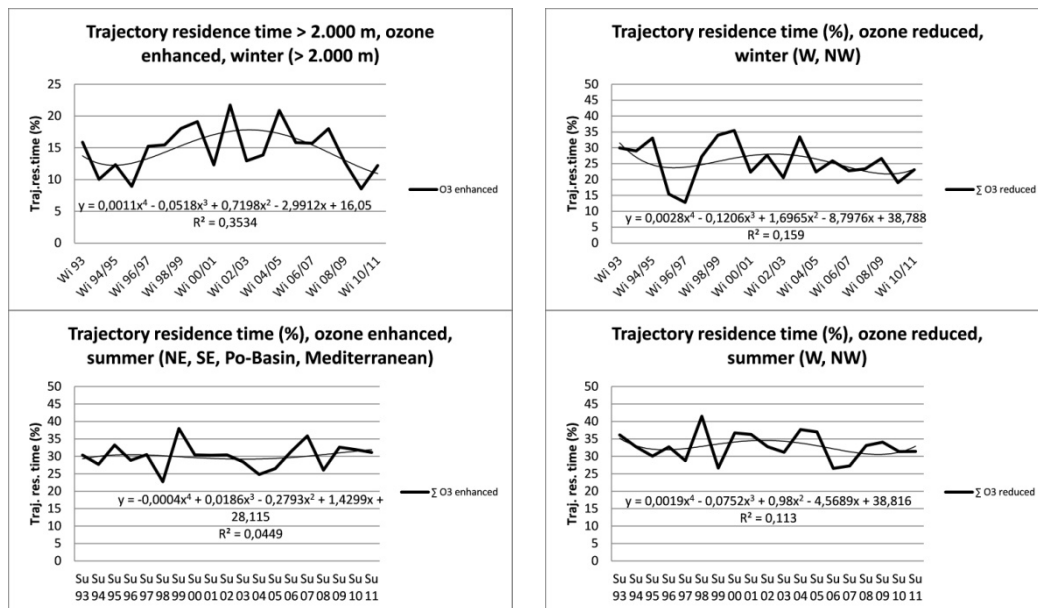 Trajectory residence time > 2.000 m, ozone
enhanced, winter (> 2.000 m)
Traj.res.time (%)
25
20
15
10
5
0
y = 0,0011x⁴ - 0,0518x³ + 0,7198x² - 2,9912x + 16,05
R² = 0,3534
O3 enhanced
Wi 93
Wi 94/95
Wi 96/97
Wi 98/99
Wi 00/01
Wi 02/03
Wi 04/05
Wi 06/07
Wi 08/09
Wi 10/11
Trajectory residence time (%), ozone reduced,
winter (W, NW)
Traj.res.time (%)
50
45
40
35
30
25
20
15
10
5
0
y = 0,0028x⁴ - 0,1206x³ + 1,6965x² - 8,7976x + 38,788
R² = 0,159
∑ O3 reduced
Wi 93
Wi 94/95
Wi 96/97
Wi 98/99
Wi 00/01
Wi 02/03
Wi 04/05
Wi 06/07
Wi 08/09
Wi 10/11
Trajectory residence time (%), ozone enhanced,
summer (NE, SE, Po-Basin, Mediterranean)
Traj. res. time (%)
50
45
40
35
30
25
20
15
10
5
0
y = -0,0004x⁴ + 0,0186x³ - 0,2793x² + 1,4299x +
28,115
R² = 0,0449
∑ O3 enhanced
Su Su Su Su Su Su Su Su Su Su Su Su Su Su Su Su Su Su Su
93 94 95 96 97 98 99 00 01 02 03 04 05 06 07 08 09 10 11
Trajectory residence time (%), ozone reduced,
summer (W, NW)
Traj. res. time (%)
50
45
40
35
30
25
20
15
10
5
0
y = 0,0019x⁴ - 0,0752x³ + 0,98x² - 4,5689x + 38,816
R² = 0,113
∑ O3 reduced
Su Su Su Su Su Su Su Su Su Su Su Su Su Su Su Su Su Su Su
93 94 95 96 97 98 99 00 01 02 03 04 05 06 07 08 09 10 11